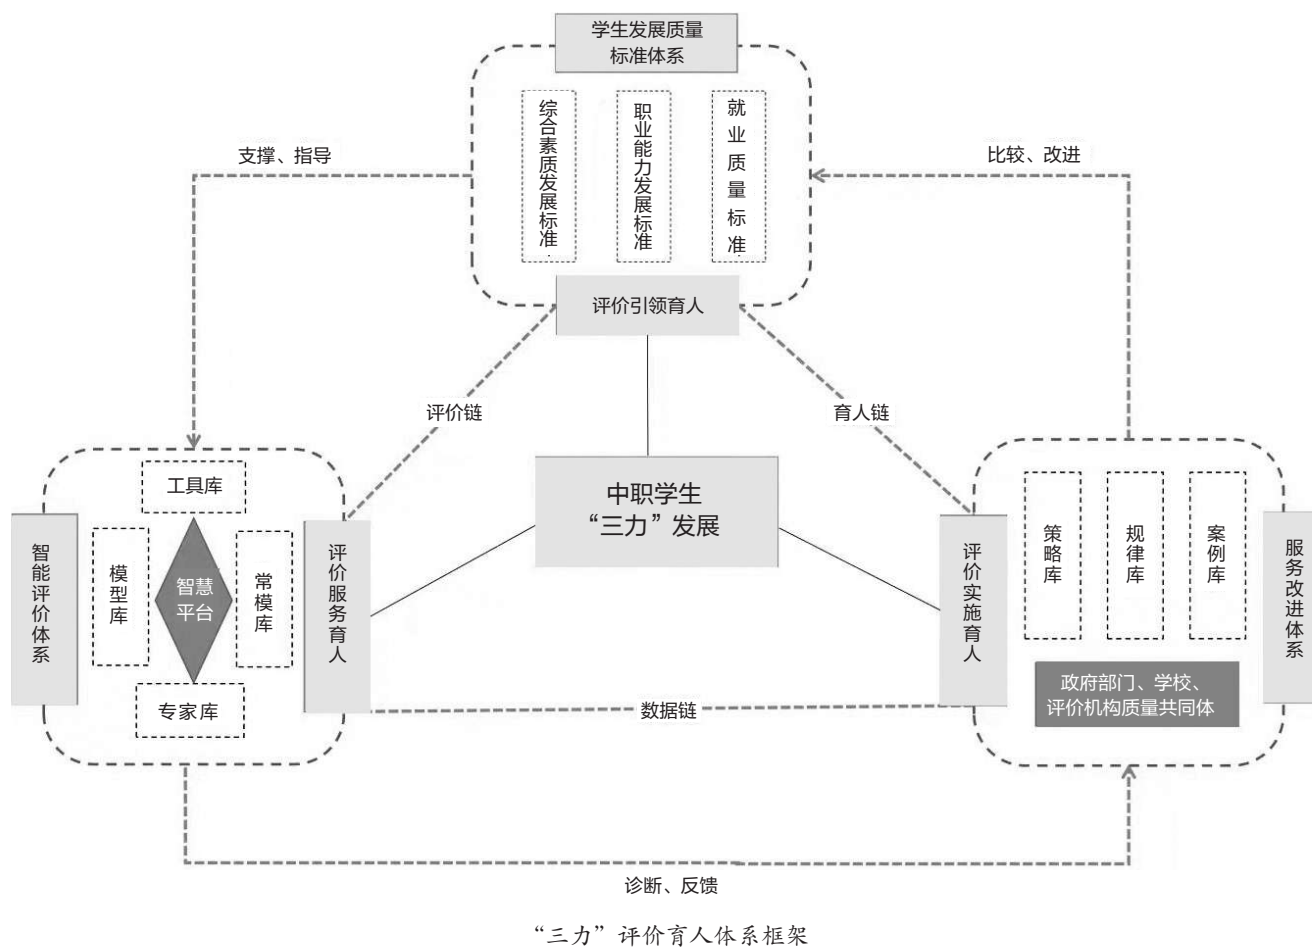 学生发展质量
标准体系
综合素质发展标准
职业能力发展标准
就业质量标准
支撑、指导
比较、改进
评价引领育人
评价链
育人链
中职学生
“三力”发展
工具库
模型库
智慧
平台
常模库
专家库
智能评价体系
评价服务育人
评价实施育人
策略库
规律库
案例库
服务改进体系
政府部门、学校、
评价机构质量共同体
数据链
诊断、反馈
“三力”评价育人体系框架